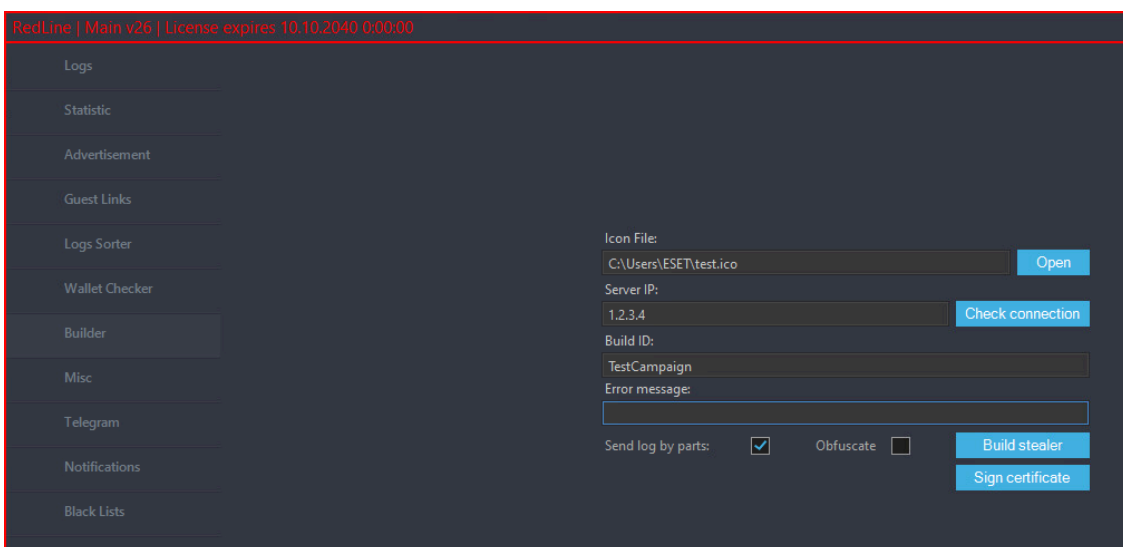 RedLine | Main v26 | License expires 10.10.2040 0:00:00
Logs
Statistic
Advertisement
Guest Links
Logs Sorter
Wallet Checker
Builder
Misc
Telegram
Notifications
Black Lists
Icon File:
C:\Users\ESET\test.ico Open
Server IP:
1.2.3.4 Check connection
Build ID:
TestCampaign
Error message:
Send log by parts: Obfuscate Build stealer
Sign certificate